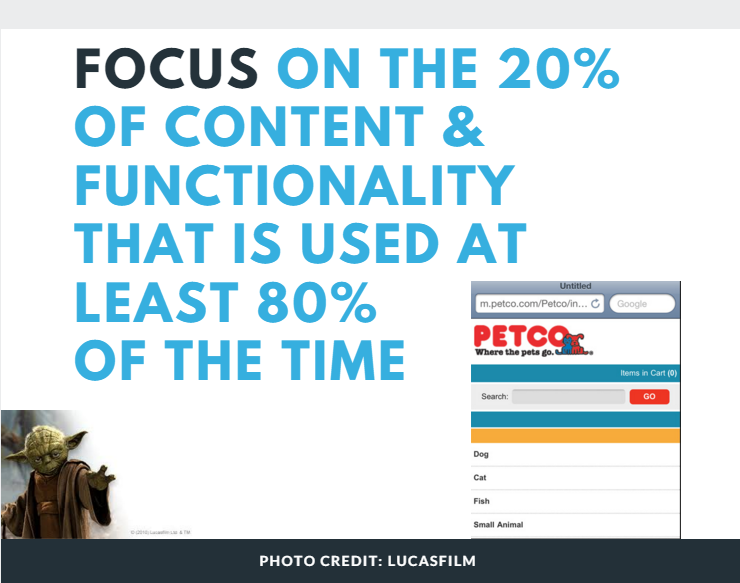 FOCUS ON THE 20%
OF CONTENT &
FUNCTIONALITY
THAT IS USED AT
LEAST 80%
OF THE TIME
Untitled
m.petco.com/Petco/in...
Google
PETCO
Where the pets go.
Items in Cart (0)
Search:
GO
Dog
Cat
Fish
Small Animal
© (2010) Lucasfilm Ltd. & TM
PHOTO CREDIT: LUCASFILM